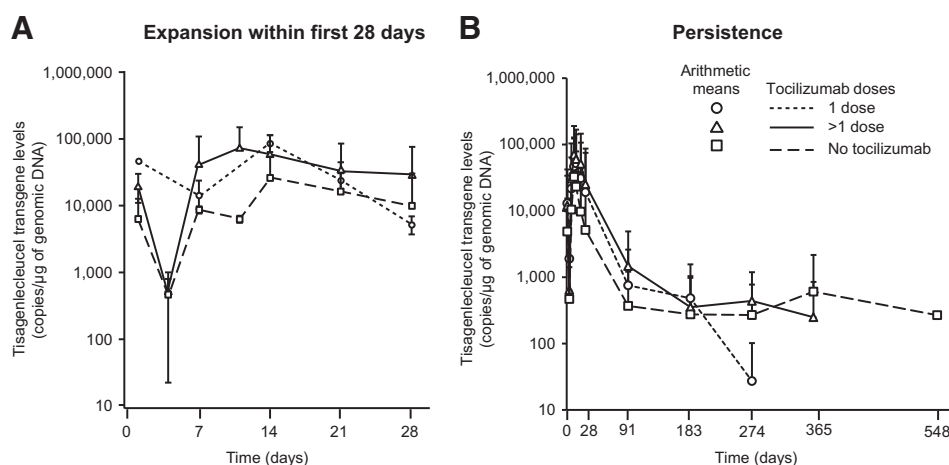 A Expansion within first 28 days
Tisagenlecleucel transgene levels
(copies/µg of genomic DNA)
1,000,000
100,000
10,000
1,000
100
10
0 7 14 21 28
Time (days)
B Persistence
Tisagenlecleucel transgene levels
(copies/µg of genomic DNA)
1,000,000
100,000
10,000
1,000
100
10
0 28 91 183 274 365 548
Time (days)
Arithmetic
means
Tocilizumab doses
1 dose
>1 dose
No tocilizumab